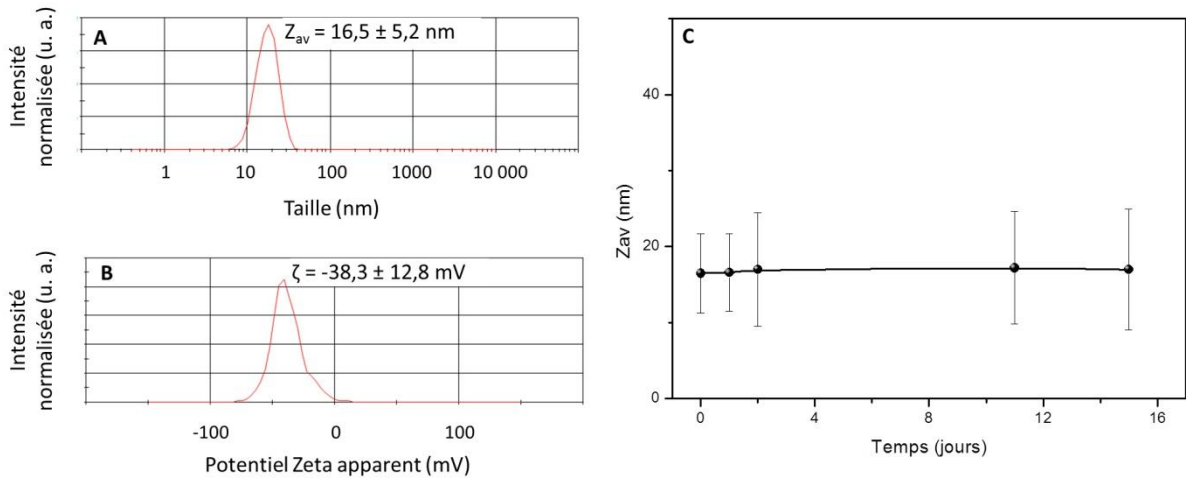 A
Z_av = 16,5 ± 5,2 nm
Intensité
normalisée (u. a.)
1 10 100 1000 10 000
Taille (nm)
B
ζ = -38,3 ± 12,8 mV
Intensité
normalisée (u. a.)
-100 0 100
Potentiel Zeta apparent (mV)
C
40
20
0
Zav (nm)
0 4 8 12 16
Temps (jours)